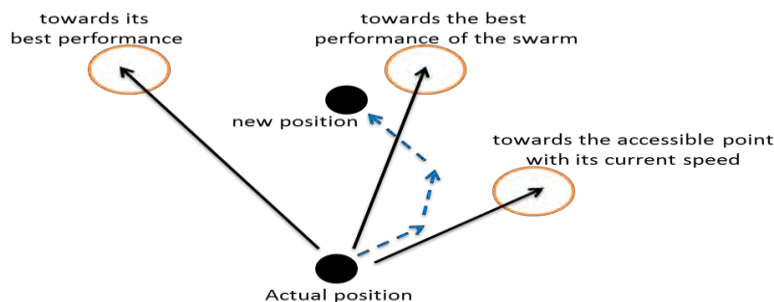 towards its
best performance
towards the best
performance of the swarm
new position
towards the accessible point
with its current speed
Actual position